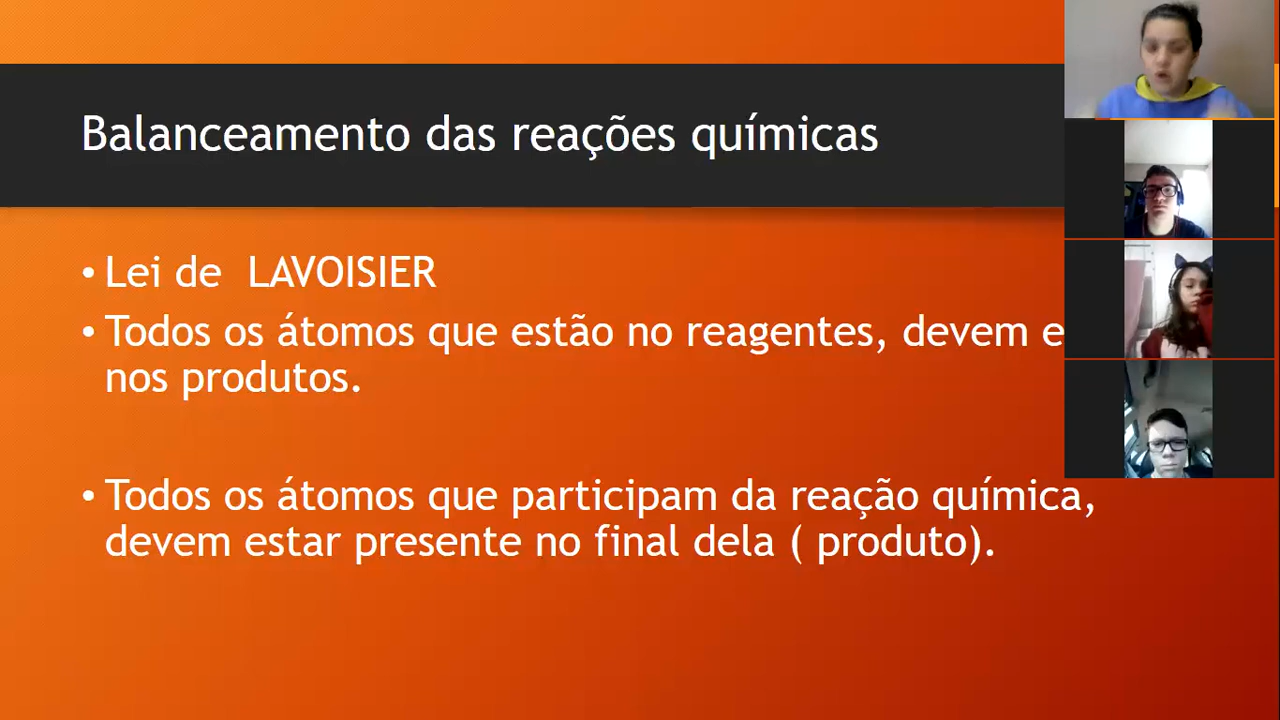 Balanceamento das reações químicas
• Lei de LAVOISIER
• Todos os átomos que estão no reagentes, devem e
nos produtos.
• Todos os átomos que participam da reação química,
devem estar presente no final dela ( produto).